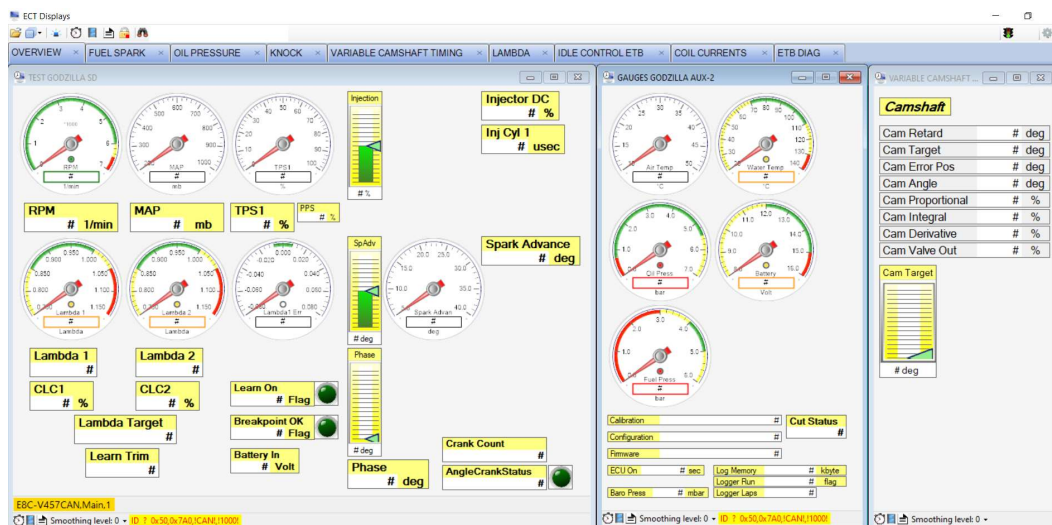 ECT Displays
OVERVIEW × FUEL SPARK × OIL PRESSURE × KNOCK × VARIABLE CAMSHAFT TIMING × LAMBDA × IDLE CONTROL ETB × COIL CURRENTS × ETB DIAG ×
TEST GODZILLA SD
RPM
#
1/min
MAP
#
mb
TPS1
#
%
Injection
# %
Injector DC
# %
Inj Cyl 1
# usec
RPM
# 1/min
MAP
# mb
TPS1
# %
PPS
# %
Lambda 1
#
Lambda
Lambda 2
#
Lambda
Lambda1 Err
#
SpAdv
# deg
Spark Advan
#
deg
Spark Advance
# deg
Lambda 1
#
Lambda 2
#
CLC1
# %
CLC2
# %
Lambda Target
#
Learn Trim
#
Learn On
# Flag
Breakpoint OK
# Flag
Battery In
# Volt
Phase
# deg
Phase
# deg
Crank Count
#
AngleCrankStatus
#
E8C-V457CAN,Main,1
Smoothing level: 0 ID ? 0x50,0x7A0,!CAN!,!1000!
GAUGES GODZILLA AUX-2
Air Temp
#
°C
Water Temp
#
°C
Oil Press
#
bar
Battery
#
Volt
Fuel Press
#
bar
Calibration #
Configuration #
Firmware #
Cut Status
#
ECU On # sec
Baro Press # mbar
Log Memory # kbyte
Logger Run # flag
Logger Laps #
Smoothing level: 0 ID ? 0x50,0x7A0,!CAN!,!1000!
VARIABLE CAMSHAFT ...
Camshaft
Cam Retard # deg
Cam Target # deg
Cam Error Pos # deg
Cam Angle # deg
Cam Proportional # %
Cam Integral # %
Cam Derivative # %
Cam Valve Out # %
Cam Target
# deg
Smoothing level: 0